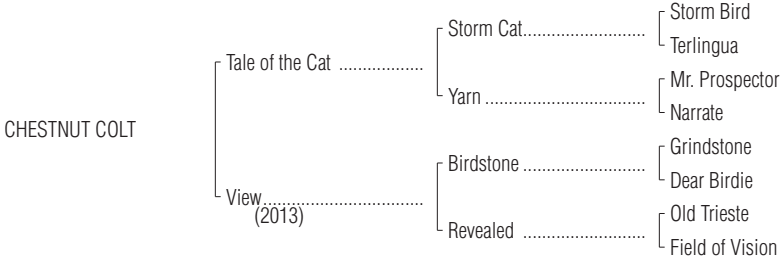 Storm Bird
Storm Cat..........................
Terlingua
Tale of the Cat ..................
Mr. Prospector
Yarn ..................................
Narrate
CHESTNUT COLT
Grindstone
Birdstone ..........................
Dear Birdie
View..................................
(2013)
Old Trieste
Revealed ..........................
Field of Vision